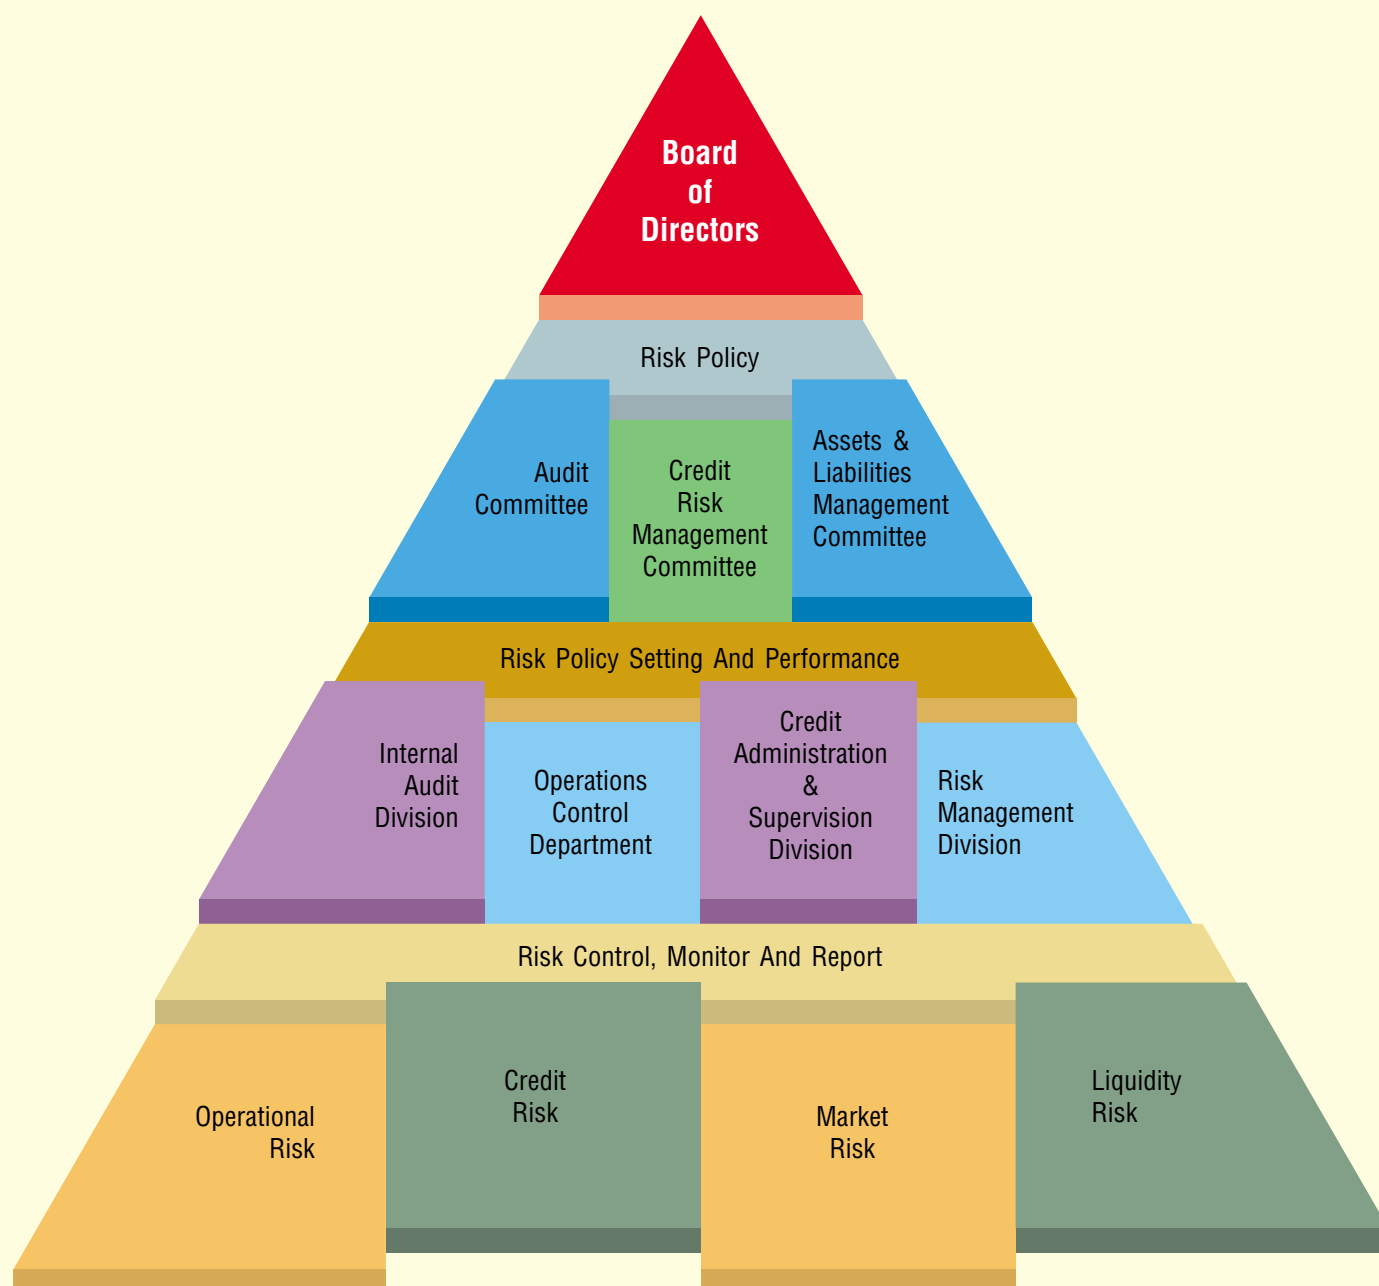 Board
of
Directors
Risk Policy
Audit
Committee
Credit
Risk
Management
Committee
Assets &
Liabilities
Management
Committee
Risk Policy Setting And Performance
Internal
Audit
Division
Operations
Control
Department
Credit
Administration
&
Supervision
Division
Risk
Management
Division
Risk Control, Monitor And Report
Operational
Risk
Credit
Risk
Market
Risk
Liquidity
Risk